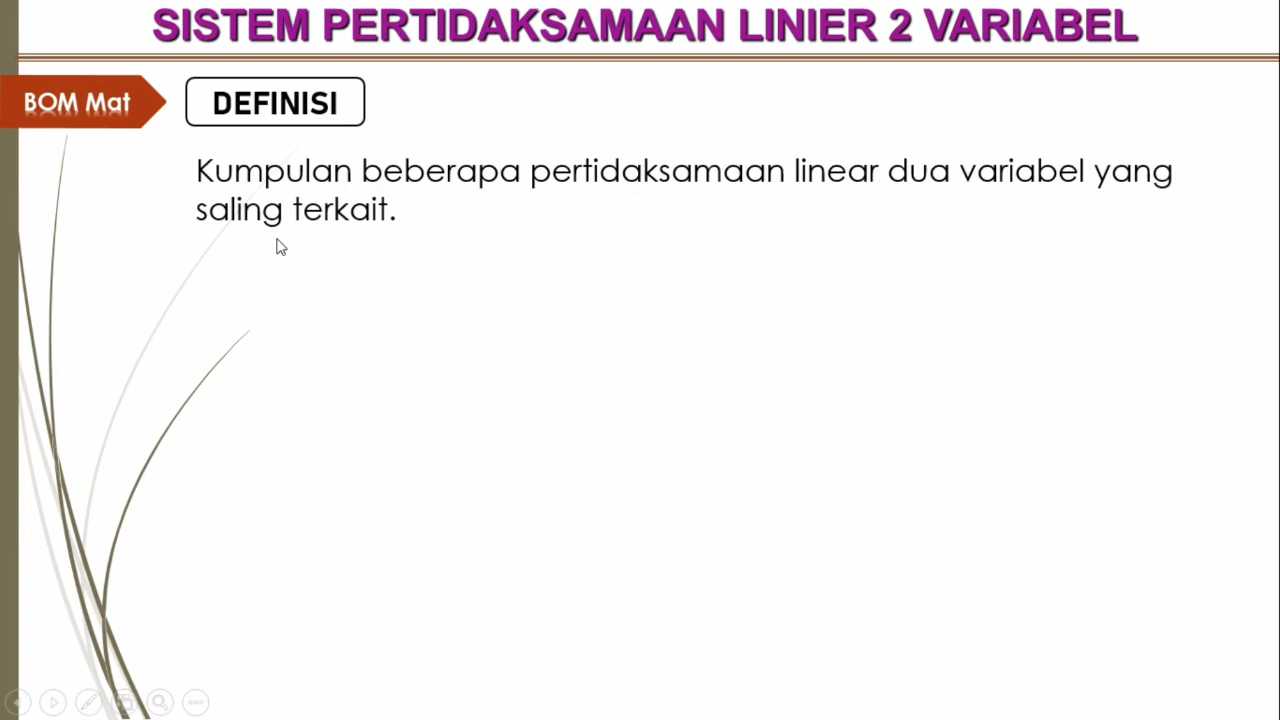 SISTEM PERTIDAKSAMAAN LINIER 2 VARIABEL
BOM Mat
DEFINISI
Kumpulan beberapa pertidaksamaan linear dua variabel yang
saling terkait.